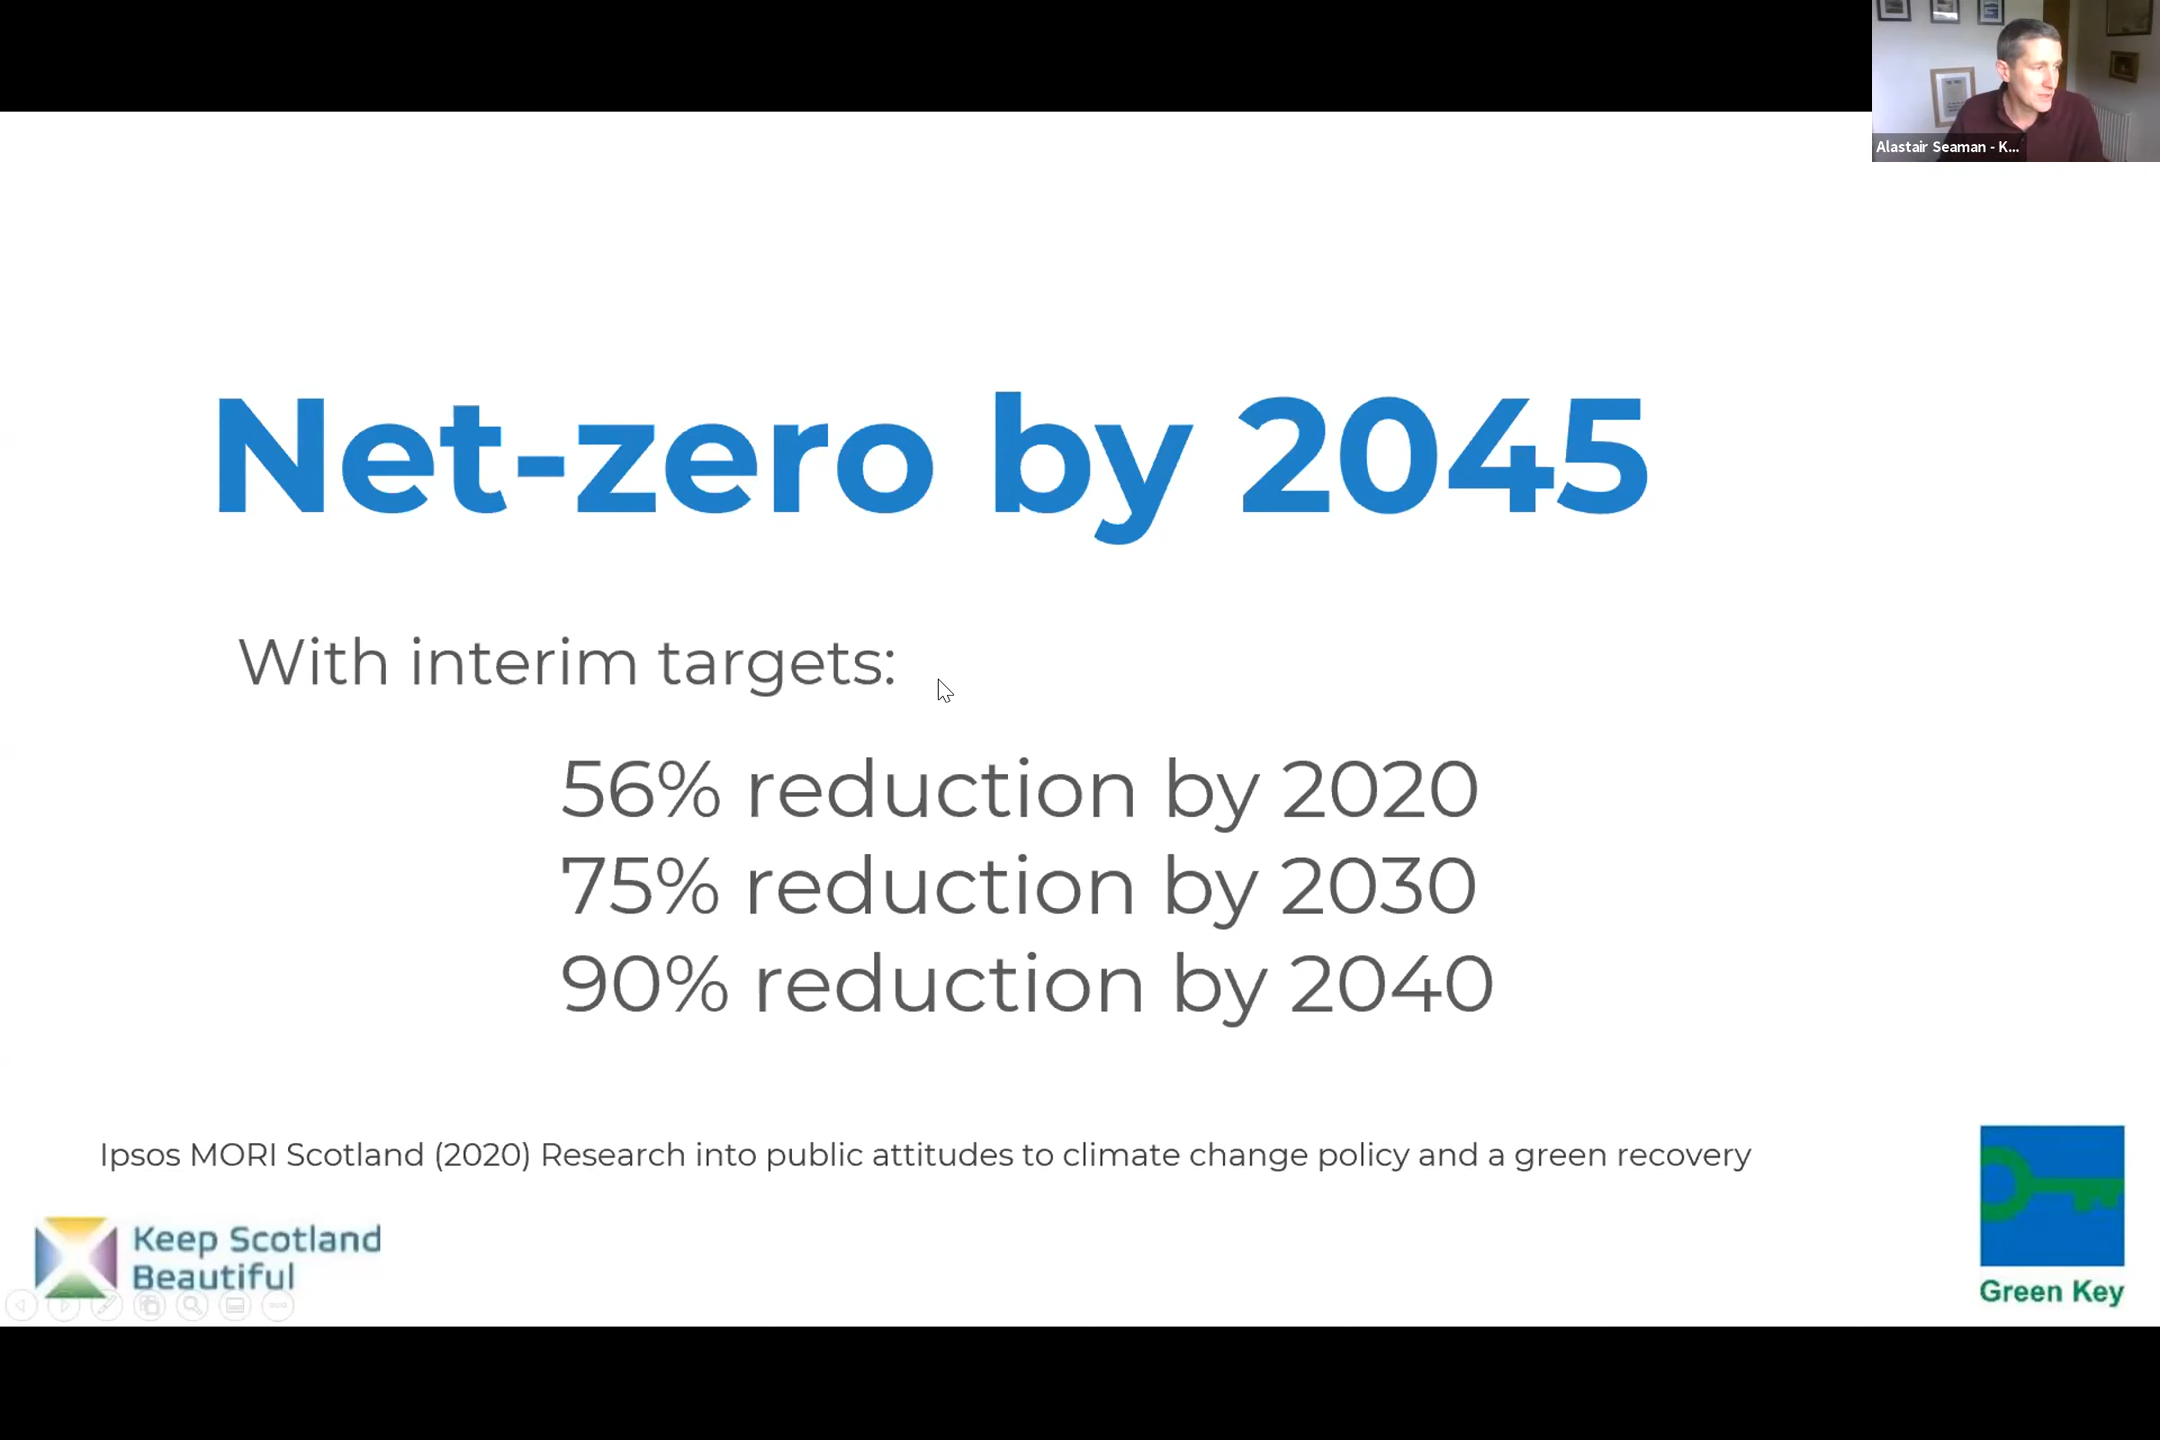 Alastair Seaman - K...
Net-zero by 2045
With interim targets:
56% reduction by 2020
75% reduction by 2030
90% reduction by 2040
Ipsos MORI Scotland (2020) Research into public attitudes to climate change policy and a green recovery
Keep Scotland
Beautiful
Green Key